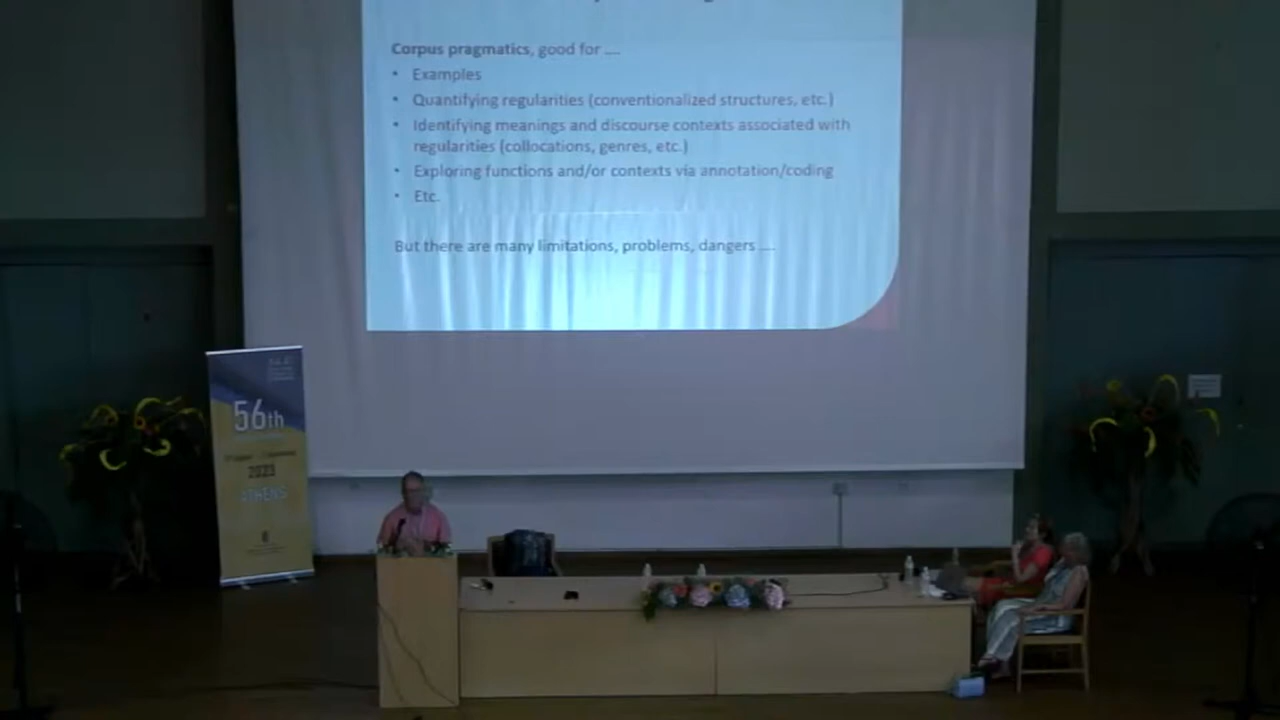 Corpus pragmatics, good for ....
• Examples
• Quantifying regularities (conventionalized structures, etc.)
• Identifying meanings and discourse contexts associated with
regularities (collocations, genres, etc.)
• Exploring functions and/or contexts via annotation/coding
• Etc.
But there are many limitations, problems, dangers ....
56th
2023
ATHENS